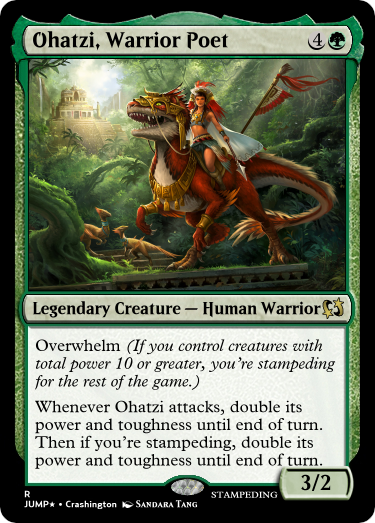 Ohatzi, Warrior Poet 4
Legendary Creature — Human Warrior
Overwhelm (If you control creatures with
total power 10 or greater, you're stampeding
for the rest of the game.)
Whenever Ohatzi attacks, double its
power and toughness until end of turn.
Then if you're stampeding, double its
power and toughness until end of turn.
3/2
R
JUMP★ • Crashington Sandara Tang
STAMPEDING